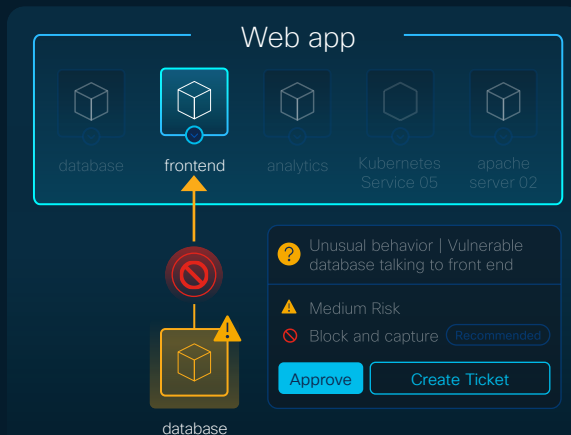 Web app
database
frontend
analytics
Kubernetes
Service 05
apache
server 02
Unusual behavior | Vulnerable
database talking to front end
Medium Risk
Block and capture Recommended
Approve
Create Ticket
database